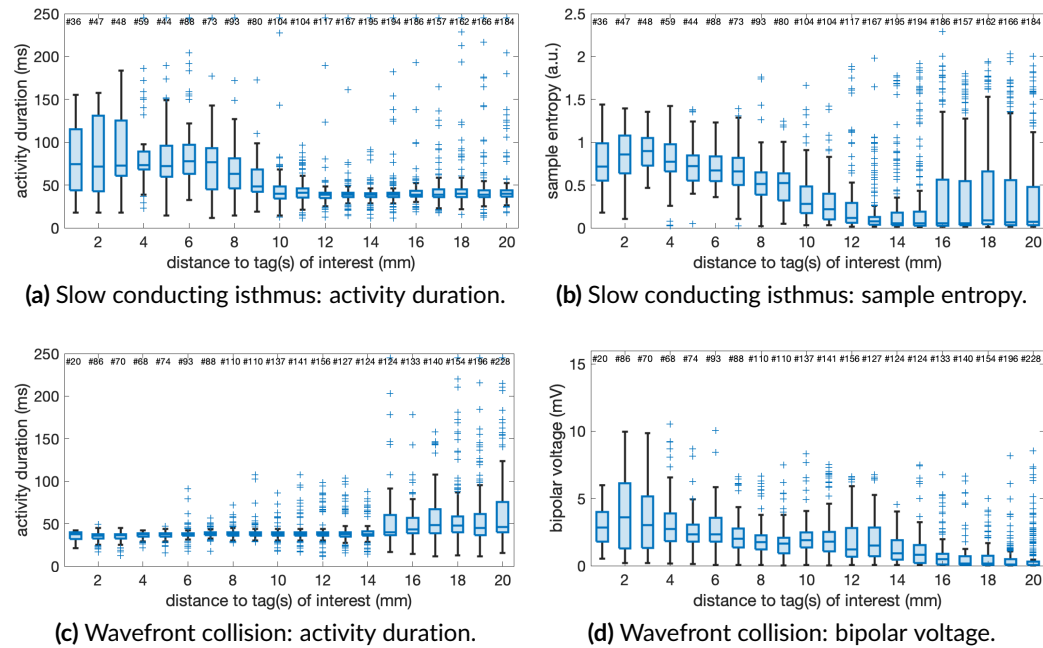 #36 #47 #48 #59 #44 #88 #73 #93 #80 #104 #104 #117 #167 #195 #194 #186 #157 #162 #166 #184
250
200
150
100
50
0
activity duration (ms)
2 4 6 8 10 12 14 16 18 20
distance to tag(s) of interest (mm)
(a) Slow conducting isthmus: activity duration.
#36 #47 #48 #59 #44 #88 #73 #93 #80 #104 #104 #117 #167 #195 #194 #186 #157 #162 #166 #184
2.5
2
1.5
1
0.5
0
sample entropy (a.u.)
2 4 6 8 10 12 14 16 18 20
distance to tag(s) of interest (mm)
(b) Slow conducting isthmus: sample entropy.
#20 #86 #70 #68 #74 #93 #88 #110 #110 #137 #141 #156 #127 #124 #124 #133 #140 #154 #196 #228
250
200
150
100
50
0
activity duration (ms)
2 4 6 8 10 12 14 16 18 20
distance to tag(s) of interest (mm)
(c) Wavefront collision: activity duration.
#20 #86 #70 #68 #74 #93 #88 #110 #110 #137 #141 #156 #127 #124 #124 #133 #140 #154 #196 #228
15
10
5
0
bipolar voltage (mV)
2 4 6 8 10 12 14 16 18 20
distance to tag(s) of interest (mm)
(d) Wavefront collision: bipolar voltage.